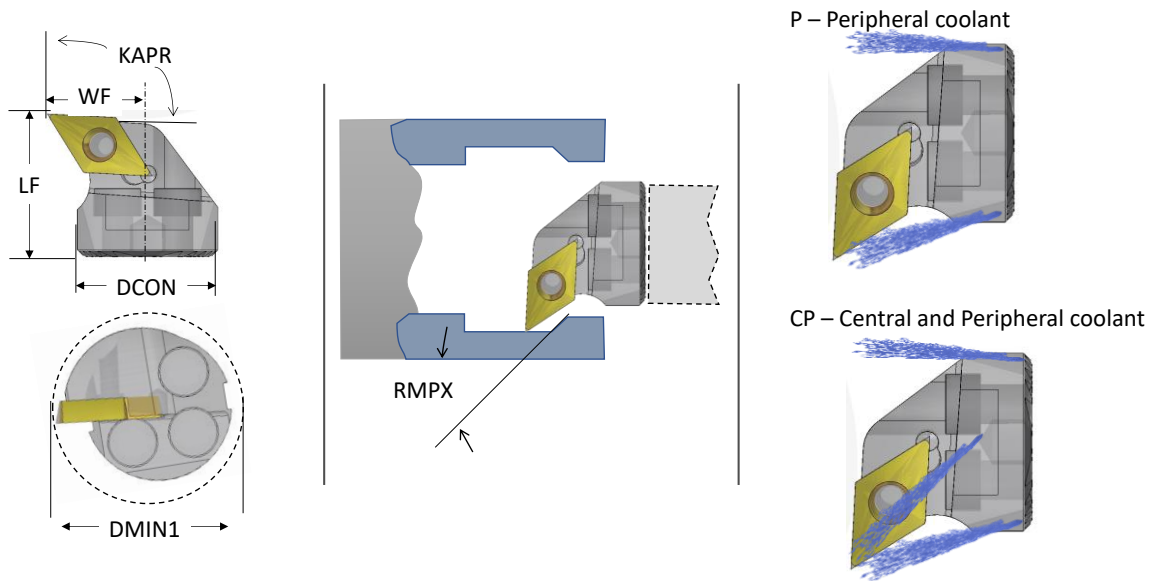 KAPR
WF
LF
DCON
DMIN1
RMPX
P – Peripheral coolant
CP – Central and Peripheral coolant